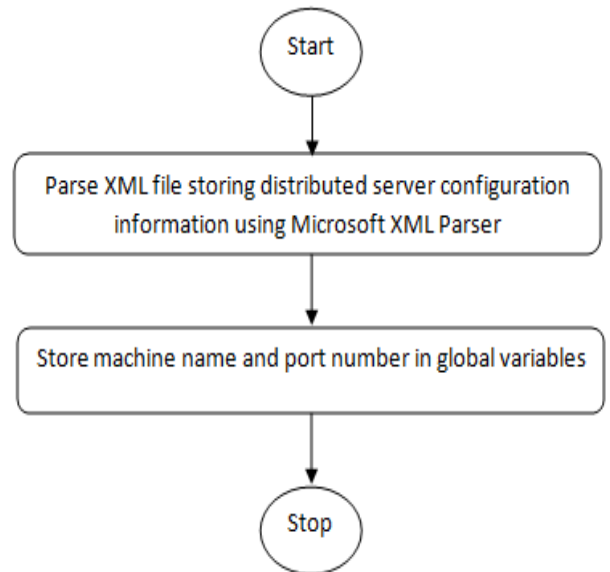 Start
Parse XML file storing distributed server configuration
information using Microsoft XML Parser
Store machine name and port number in global variables
Stop